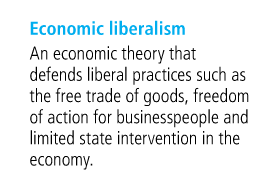 Economic liberalism
An economic theory that
defends liberal practices such as
the free trade of goods, freedom
of action for businesspeople and
limited state intervention in the
economy.